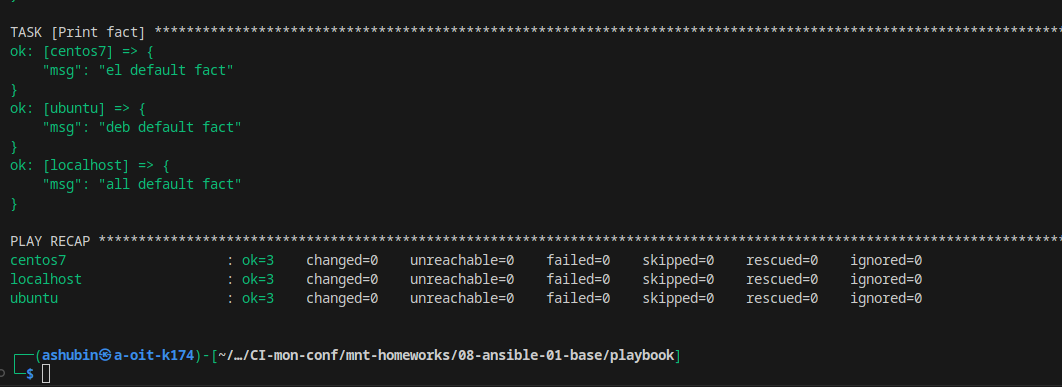 }
TASK [Print fact] ******************************************************************************************************************
ok: [centos7] => {
    "msg": "el default fact"
}
ok: [ubuntu] => {
    "msg": "deb default fact"
}
ok: [localhost] => {
    "msg": "all default fact"
}
PLAY RECAP *************************************************************************************************************************
centos7                    : ok=3    changed=0    unreachable=0    failed=0    skipped=0    rescued=0    ignored=0
localhost                  : ok=3    changed=0    unreachable=0    failed=0    skipped=0    rescued=0    ignored=0
ubuntu                     : ok=3    changed=0    unreachable=0    failed=0    skipped=0    rescued=0    ignored=0
┌──(ashubin㉿a-oit-k174)-[~/…/CI-mon-conf/mnt-homeworks/08-ansible-01-base/playbook]
└─$